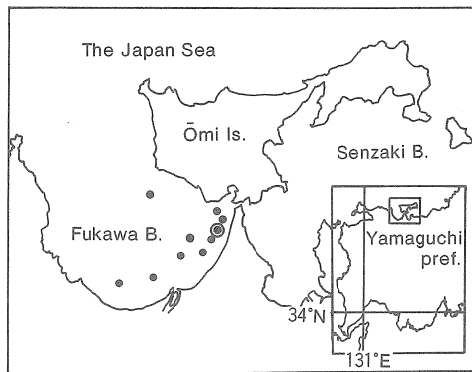 The Japan Sea
Ōmi Is.
Senzaki B.
Fukawa B.
Yamaguchi
pref.
34°N
131°E